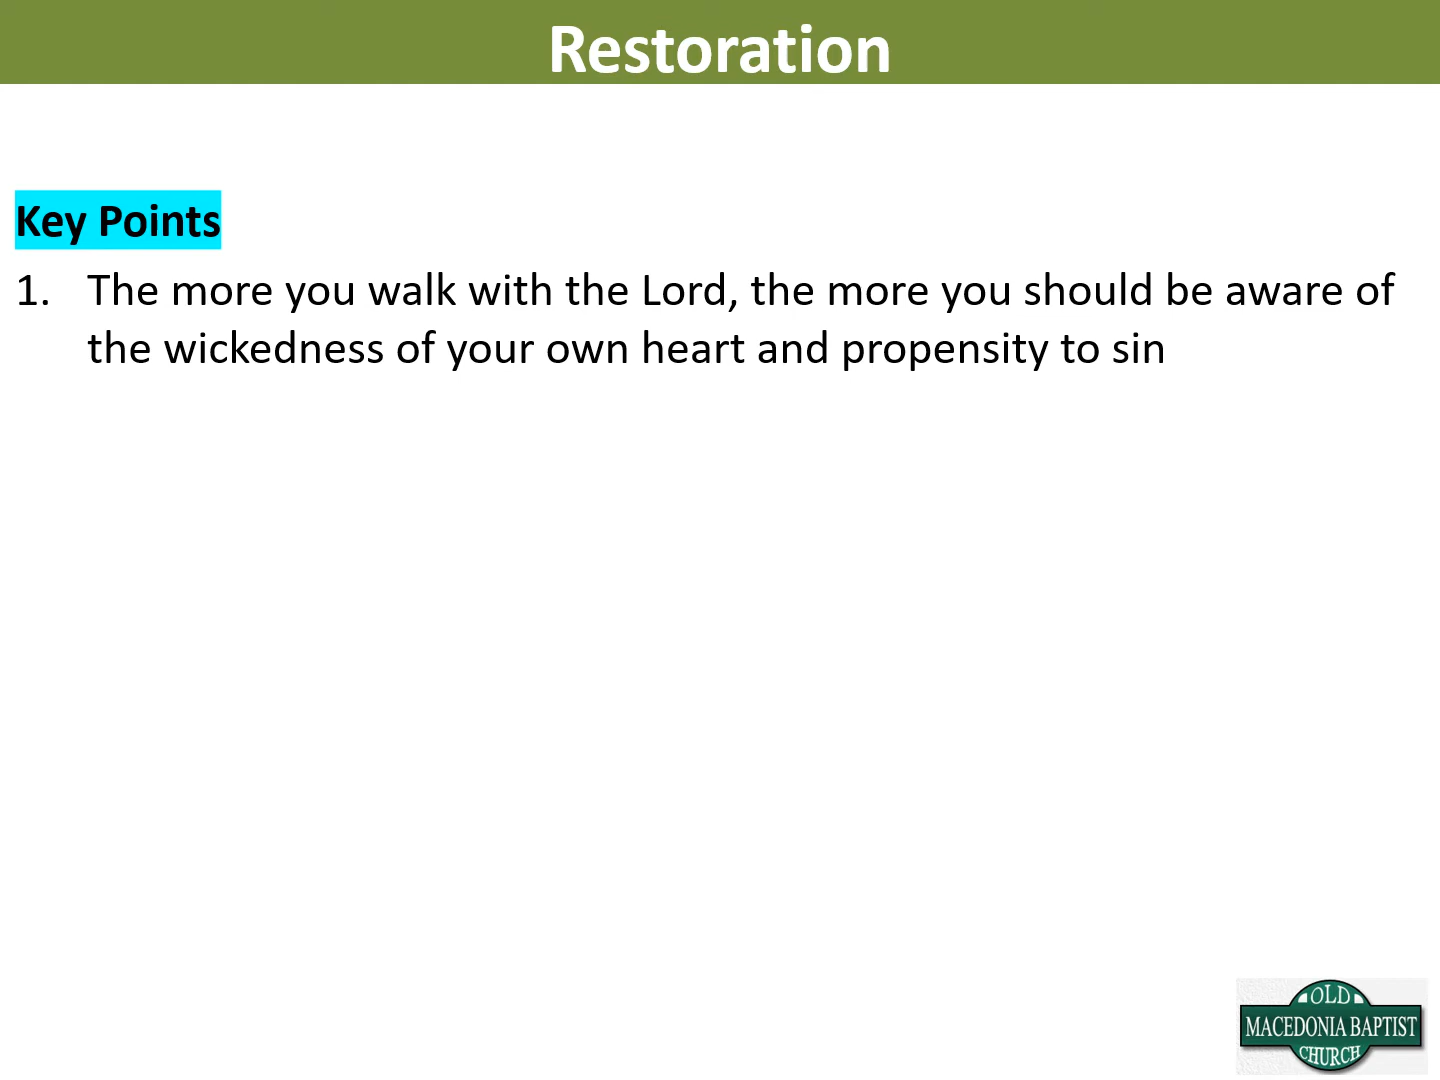 Restoration
Key Points
1. The more you walk with the Lord, the more you should be aware of
the wickedness of your own heart and propensity to sin
OLD
MACEDONIA BAPTIST
CHURCH